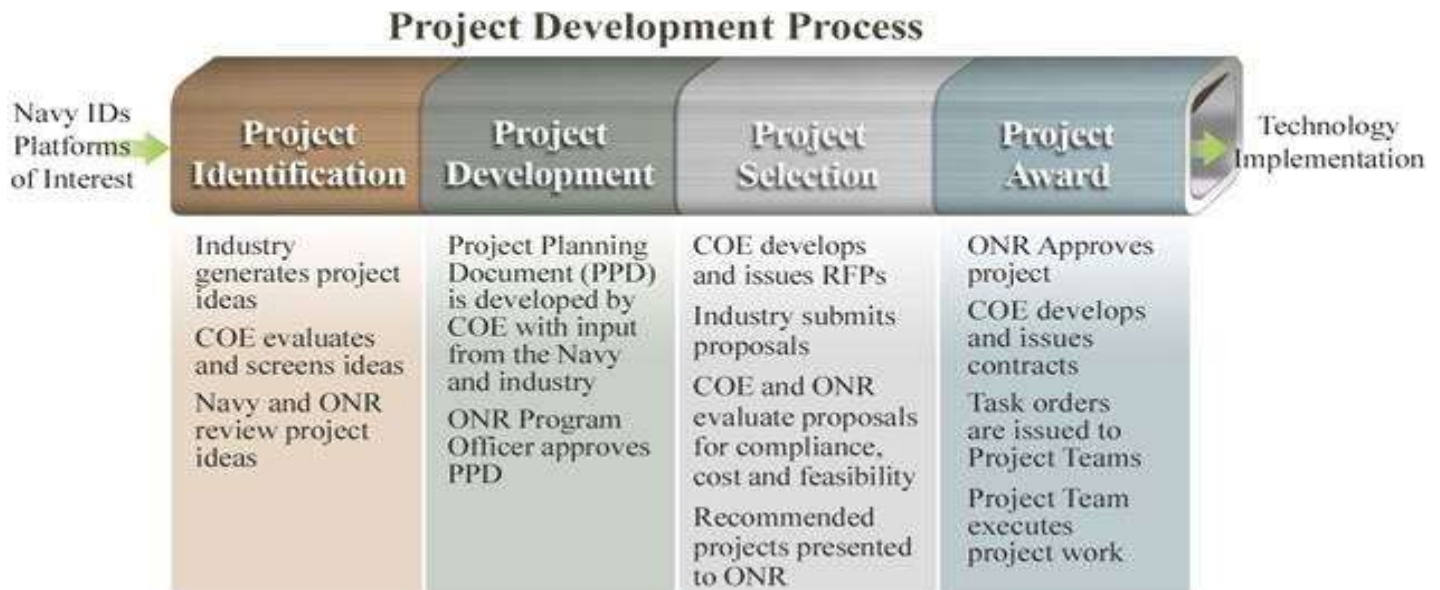 Project Development Process
Navy IDs
Platforms
of Interest
Project
Identification
Project
Development
Project
Selection
Project
Award
Technology
Implementation
Industry
generates project
ideas
COE evaluates
and screens ideas
Navy and ONR
review project
ideas
Project Planning
Document (PPD)
is developed by
COE with input
from the Navy
and industry
ONR Program
Officer approves
PPD
COE develops
and issues RFPs
Industry submits
proposals
COE and ONR
evaluate proposals
for compliance,
cost and feasibility
Recommended
projects presented
to ONR
ONR Approves
project
COE develops
and issues
contracts
Task orders
are issued to
Project Teams
Project Team
executes
project work